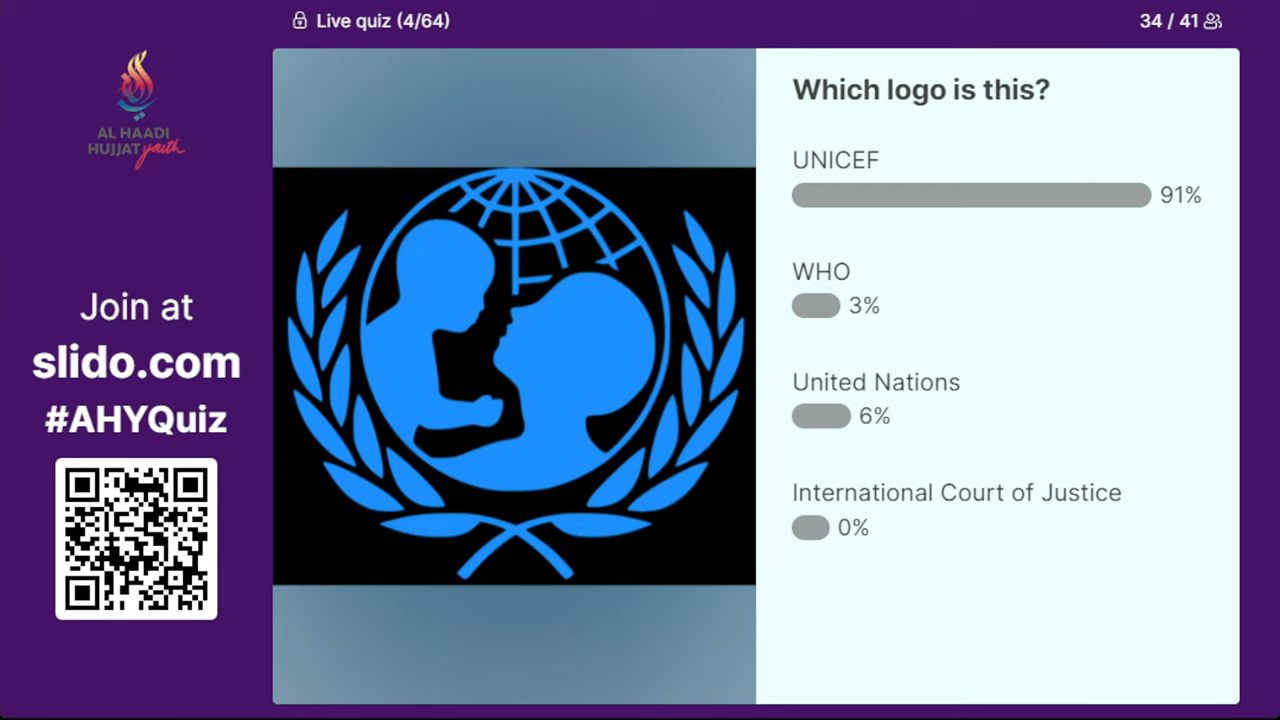 Live quiz (4/64)
34 / 41
AL HAADI
HUJJAT youth
Join at
slido.com
#AHYQuiz
Which logo is this?
UNICEF
91%
WHO
3%
United Nations
6%
International Court of Justice
0%